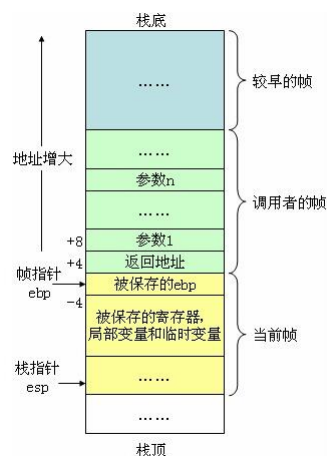 栈底
……
较早的帧
地址增大
……
参数n
……
调用者的帧
+8
参数1
+4
返回地址
帧指针
ebp
被保存的ebp
-4
被保存的寄存器，
局部变量和临时变量
当前帧
栈指针
esp
……
……
栈顶